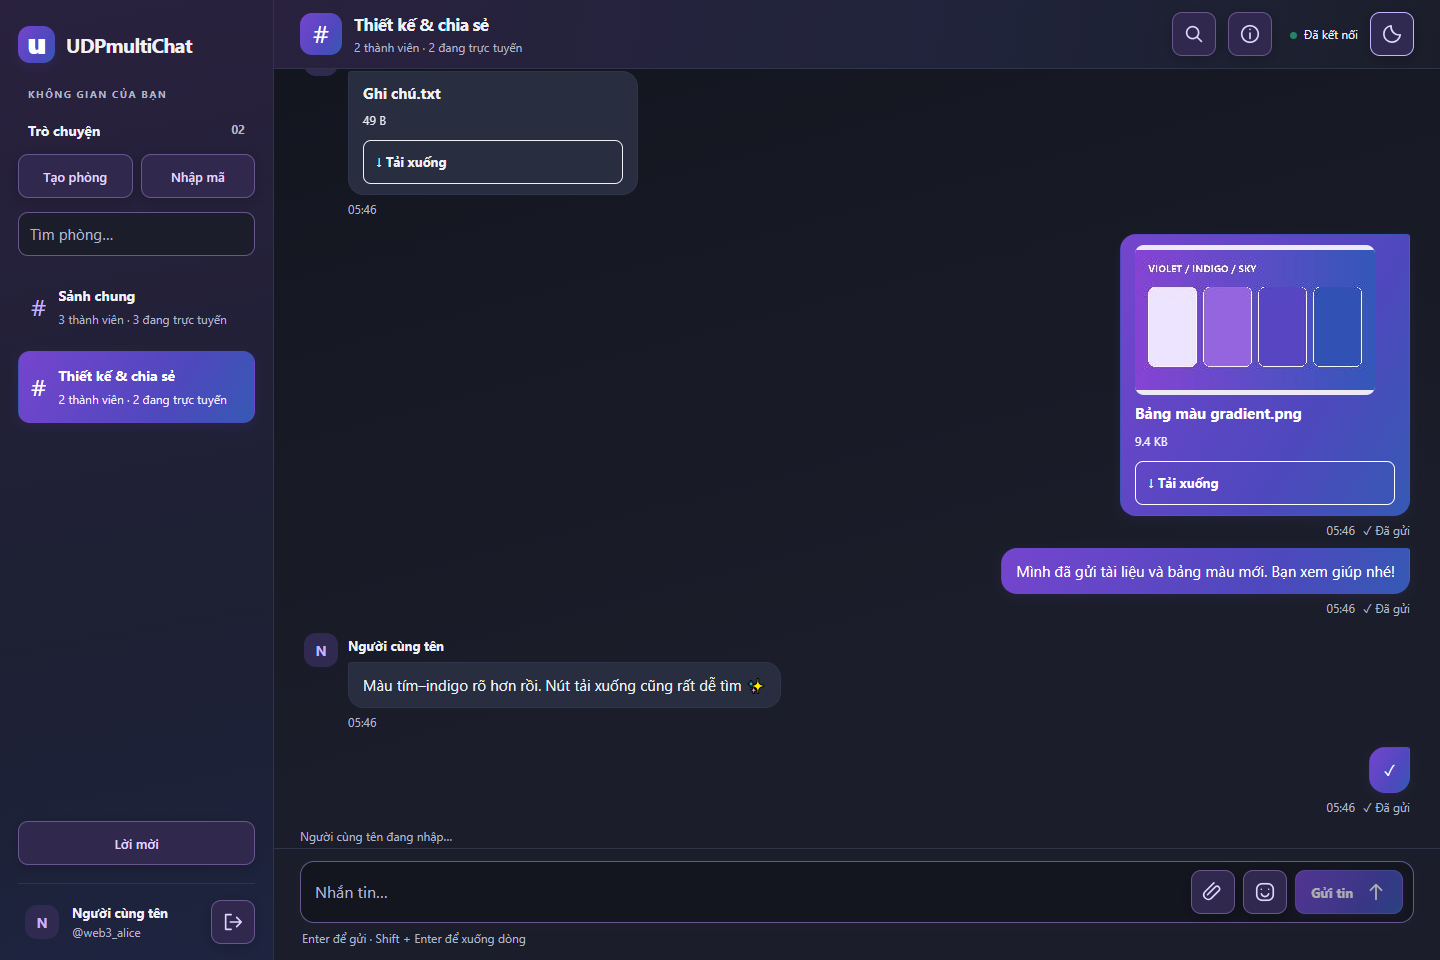 u UDPmultiChat
KHÔNG GIAN CỦA BẠN
Trò chuyện 02
Tạo phòng Nhập mã
Tìm phòng...
# Sảnh chung
3 thành viên · 3 đang trực tuyến
# Thiết kế & chia sẻ
2 thành viên · 2 đang trực tuyến
Lời mời
N Người cùng tên
@web3_alice
# Thiết kế & chia sẻ
2 thành viên · 2 đang trực tuyến
Đã kết nối
Ghi chú.txt
49 B
↓ Tải xuống
05:46
VIOLET / INDIGO / SKY
Bảng màu gradient.png
9.4 KB
↓ Tải xuống
05:46 ✓ Đã gửi
Mình đã gửi tài liệu và bảng màu mới. Bạn xem giúp nhé!
05:46 ✓ Đã gửi
N Người cùng tên
Màu tím–indigo rõ hơn rồi. Nút tải xuống cũng rất dễ tìm ✨
05:46
✓
05:46 ✓ Đã gửi
Người cùng tên đang nhập...
Nhắn tin...
Gửi tin ↑
Enter để gửi · Shift + Enter để xuống dòng